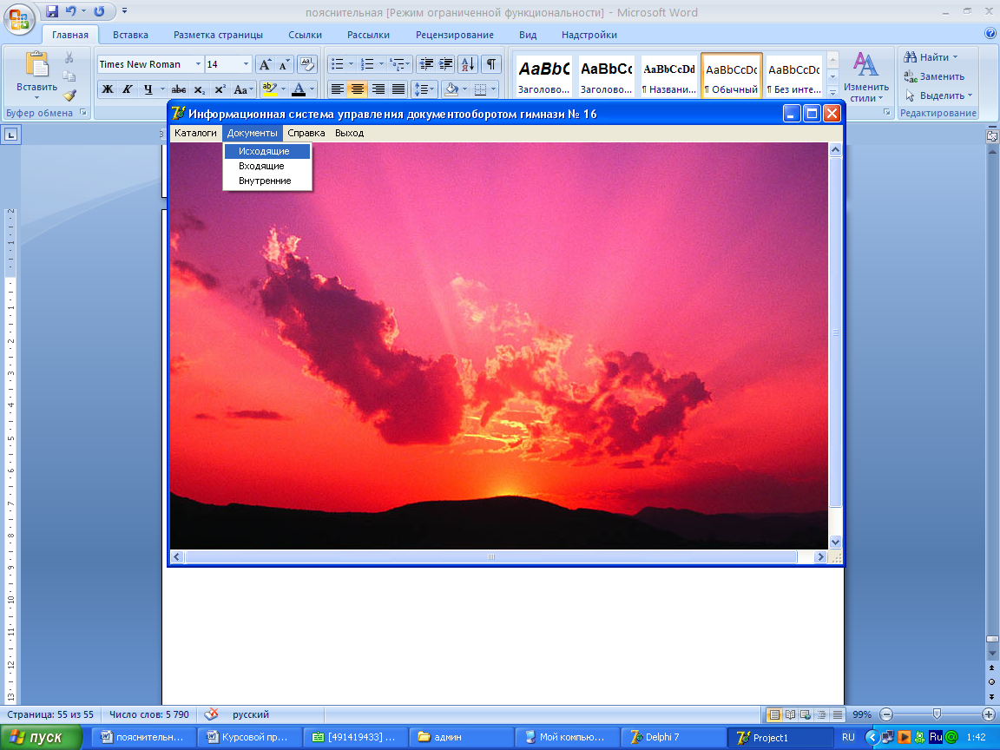 пояснительная [Режим ограниченной функциональности] - Microsoft Word
Главная Вставка Разметка страницы Ссылки Рассылки Рецензирование Вид Надстройки
Вставить
Буфер обмена
Times New Roman 14
Ж К Ч abc x₂ x² Aa
AaBbC AaBbCc AaBbCcDd AaBbCcDc AaBbCcDc
Заголово... Заголово... ¶ Названи... ¶ Обычный ¶ Без инте...
Изменить стили
Найти
Заменить
Выделить
Редактирование
Информационная система управления документооборотом гимнази № 16
Каталоги Документы Справка Выход
Исходящие
Входящие
Внутренние
Страница: 55 из 55 Число слов: 5 790 русский 99%
пуск пояснительн... Курсовой пр... [491419433] ... админ Мой компью... Delphi 7 Project1 RU Ru 1:42